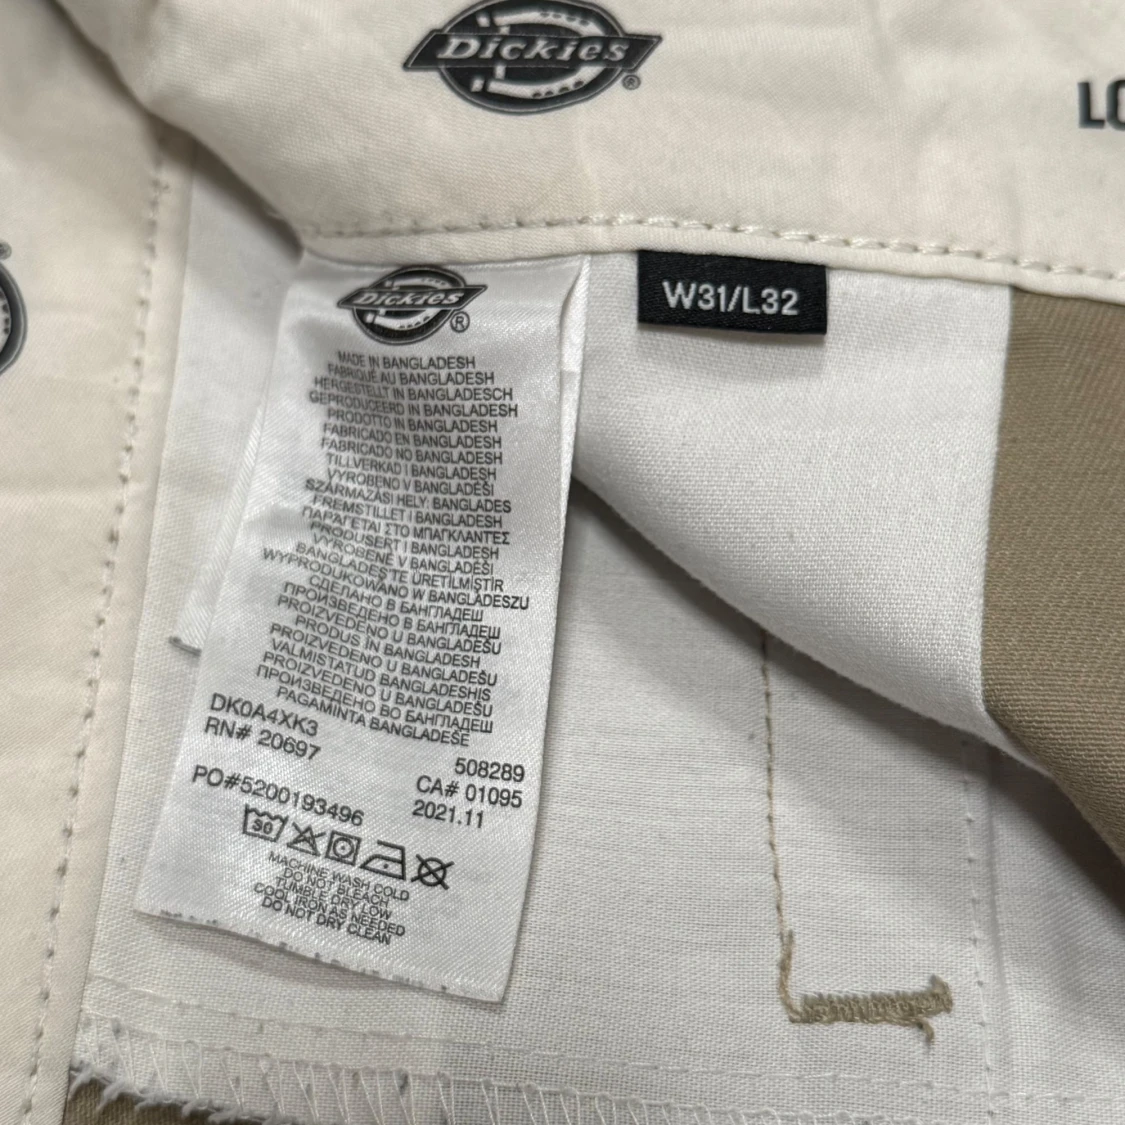 Dickies®
LO
Dickies®
W31/L32
MADE IN BANGLADESH
FABRIQUÉ AU BANGLADESH
HERGESTELLT IN BANGLADESCH
GEPRODUCEERD IN BANGLADESH
PRODOTTO IN BANGLADESH
FABRICADO EN BANGLADESH
FABRICADO NO BANGLADESH
TILLVERKAD I BANGLADESH
VYROBENO V BANGLADÉŠI
SZÁRMAZÁSI HELY: BANGLADES
FREMSTILLET I BANGLADESH
ΠΑΡΑΓΕΤΑΙ ΣΤΟ ΜΠΑΓΚΛΑΝΤΕΣ
PRODUSERT I BANGLADESH
VYROBENÉ V BANGLADÉŠI
BANGLADEŞ'TE ÜRETİLMİŞTİR
WYPRODUKOWANO W BANGLADESZU
СДЕЛАНО В БАНГЛАДЕШ
ПРОИЗВЕДЕНО В БАНГЛАДЕШ
PROIZVEDENO U BANGLADEŠU
PRODUS ÎN BANGLADESH
PROIZVEDENO U BANGLADEŠU
VALMISTATUD BANGLADESHIS
PROIZVEDENO U BANGLADEŠU
ПРОИЗВЕДЕНО ВО БАНГЛАДЕШ
PAGAMINTA BANGLADEŠE
DK0A4XK3
RN# 20697
508289
CA# 01095
PO#5200193496
2021.11
30
MACHINE WASH COLD
DO NOT BLEACH
TUMBLE DRY LOW
COOL IRON AS NEEDED
DO NOT DRY CLEAN